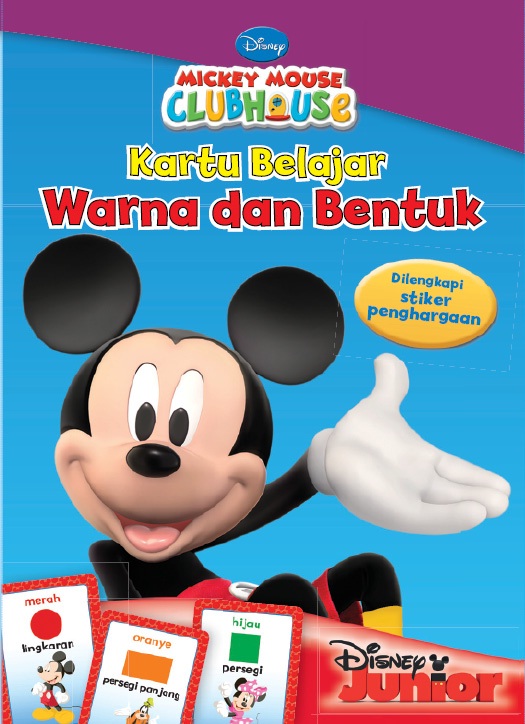 Disney
MICKEY MOUSE
CLUBHOUSE
Kartu Belajar
Warna dan Bentuk
Dilengkapi
stiker
penghargaan
merah
lingkaran
oranye
persegi panjang
hijau
persegi
Disney
Junior